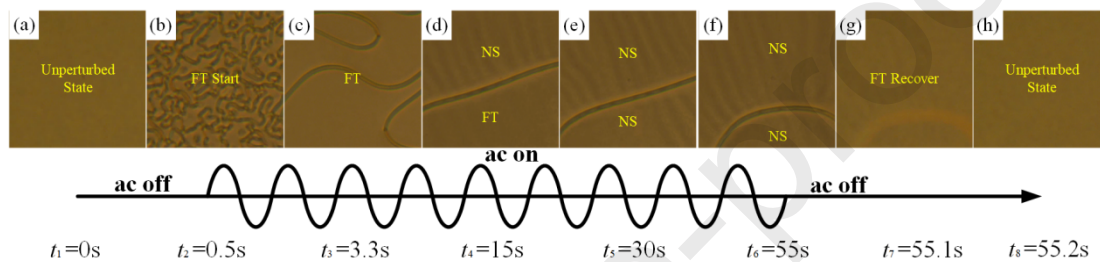 (a)
(b)
(c)
(d)
(e)
(f)
(g)
(h)
Unperturbed
State
FT Start
FT
NS
FT
NS
NS
NS
NS
FT Recover
Unperturbed
State
ac off
ac on
ac off
t₁=0s
t₂=0.5s
t₃=3.3s
t₄=15s
t₅=30s
t₆=55s
t₇=55.1s
t₈=55.2s